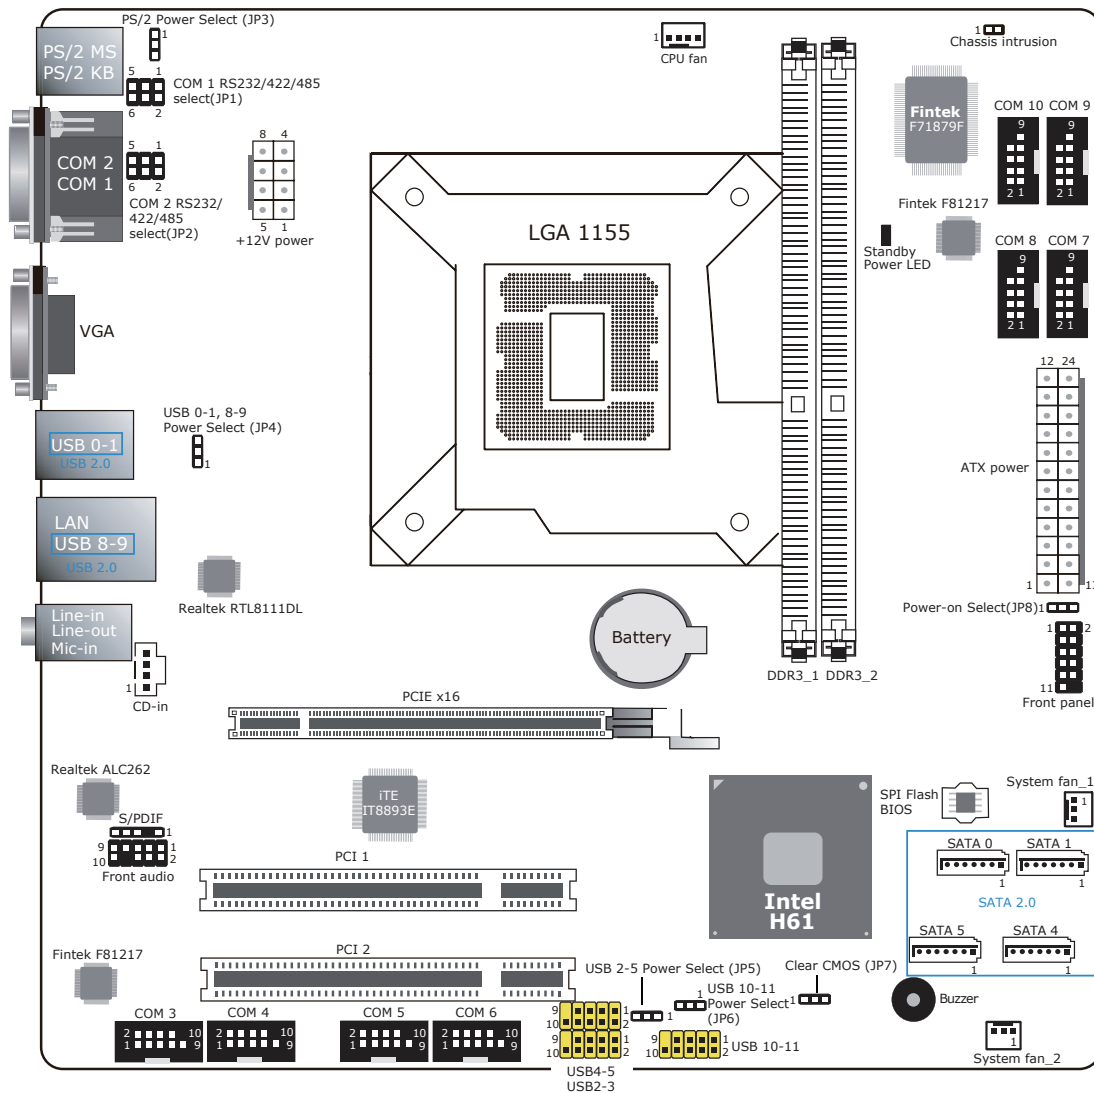 PS/2 Power Select (JP3)
1
PS/2 MS
PS/2 KB
5 1
6 2
COM 1 RS232/422/485
select(JP1)
COM 2
COM 1
5 1
6 2
COM 2 RS232/
422/485
select(JP2)
8 4
5 1
+12V power
1
CPU fan
1
Chassis intrusion
Fintek
F71879F
COM 10 COM 9
9 9
2 1 2 1
Fintek F81217
Standby
Power LED
COM 8 COM 7
9 9
2 1 2 1
LGA 1155
VGA
USB 0-1, 8-9
Power Select (JP4)
1
USB 0-1
USB 2.0
LAN
USB 8-9
USB 2.0
Realtek RTL8111DL
Line-in
Line-out
Mic-in
1
CD-in
12 24
ATX power
1 13
Power-on Select(JP8)
1
1 2
11
Front panel
Battery
DDR3_1 DDR3_2
PCIE x16
Realtek ALC262
S/PDIF
1
9 1
10 2
Front audio
iTE
IT8893E
PCI 1
Intel
H61
SPI Flash
BIOS
System fan_1
1
SATA 0 SATA 1
1 1
SATA 2.0
SATA 5 SATA 4
1 1
Fintek F81217
PCI 2
USB 2-5 Power Select (JP5)
1
1
USB 10-11
Power Select
(JP6)
Clear CMOS (JP7)
1
Buzzer
COM 3
2 10
1 9
COM 4
2 10
1 9
COM 5
2 10
1 9
COM 6
2 10
1 9
9 1
10 2
9 1
10 2
USB4-5
USB2-3
9 1
10 2
USB 10-11
1
System fan_2